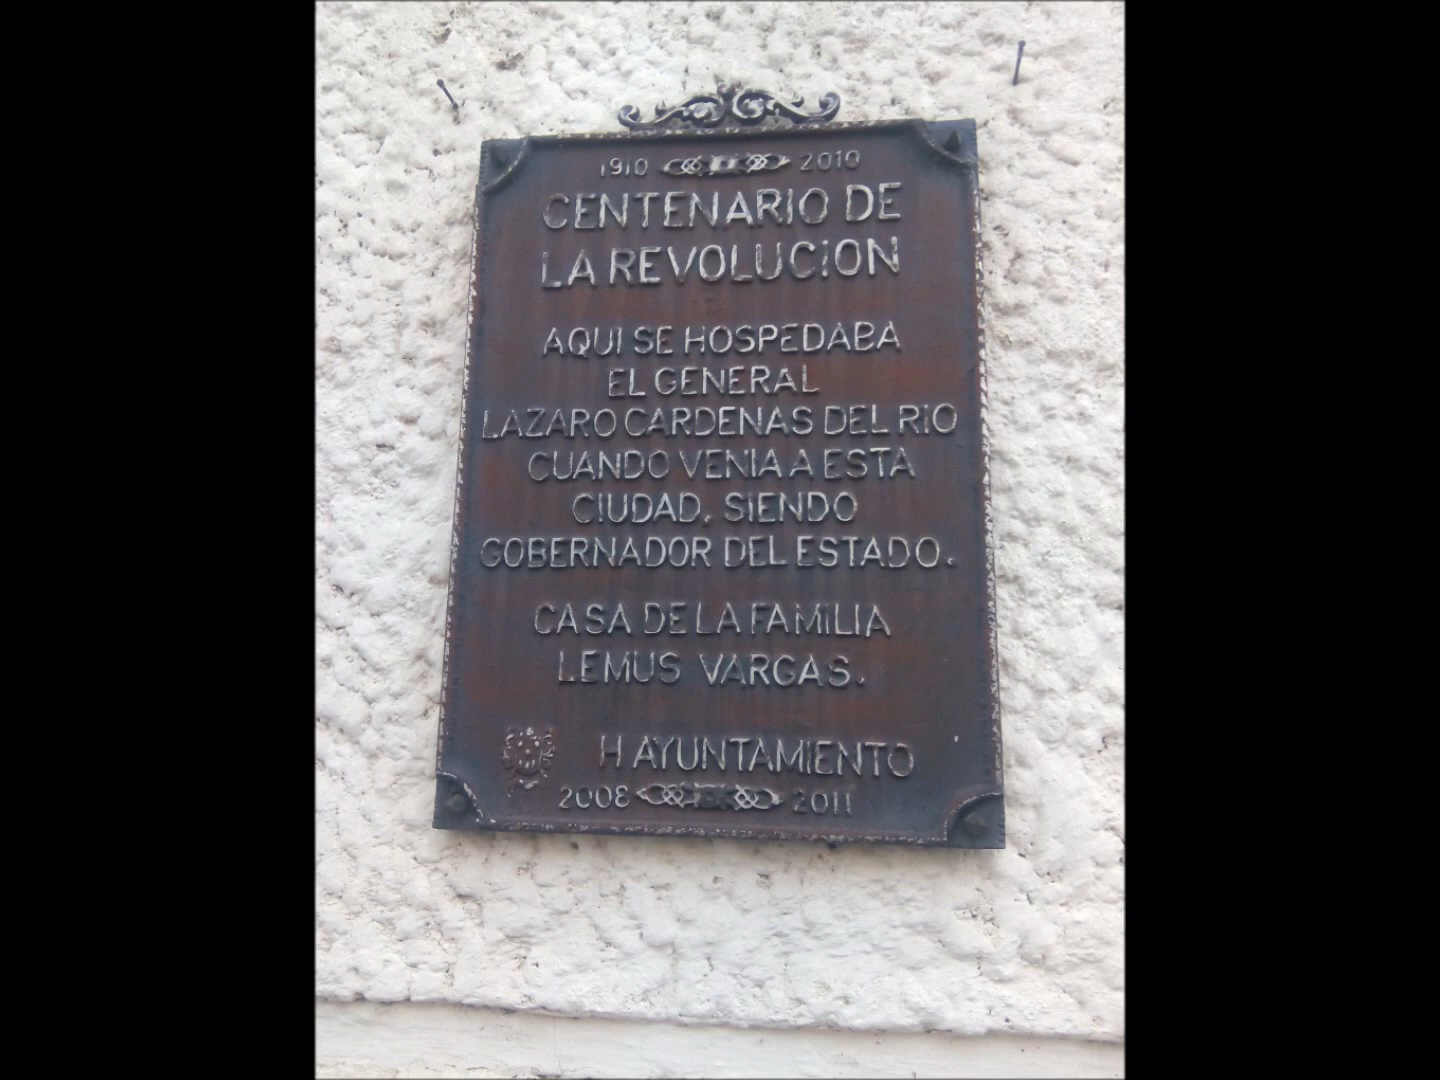 1910 2010
CENTENARIO DE
LA REVOLUCION
AQUI SE HOSPEDABA
EL GENERAL
LAZARO CARDENAS DEL RIO
CUANDO VENIA A ESTA
CIUDAD, SIENDO
GOBERNADOR DEL ESTADO.
CASA DE LA FAMILIA
LEMUS VARGAS.
H AYUNTAMIENTO
2008 2011